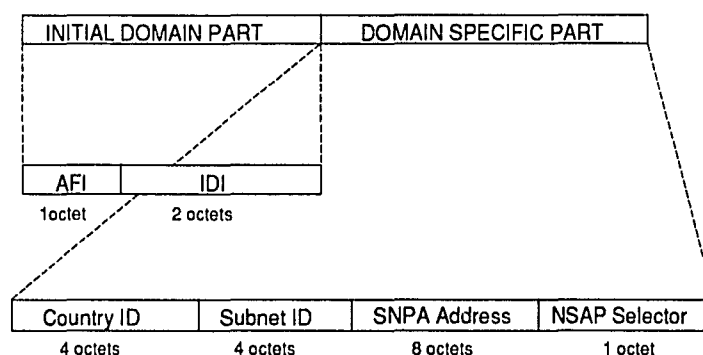 INITIAL DOMAIN PART DOMAIN SPECIFIC PART
AFI IDI
1octet 2 octets
Country ID Subnet ID SNPA Address NSAP Selector
4 octets 4 octets 8 octets 1 octet